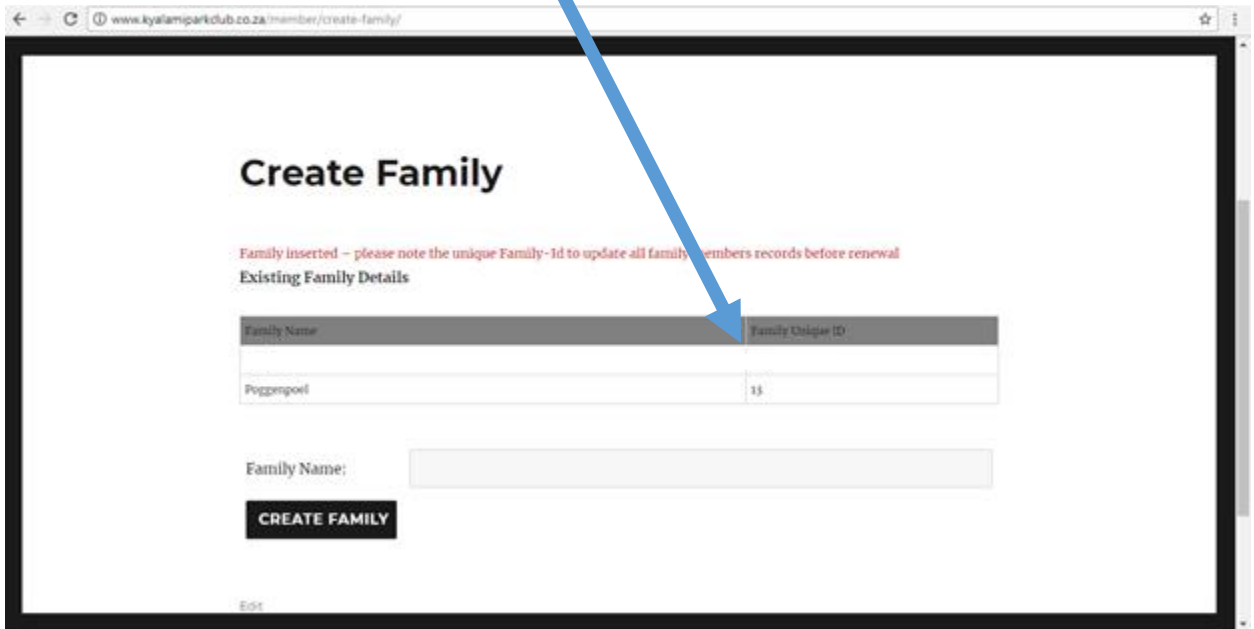 www.kyalamiparkclub.co.za/member/create-family/
Create Family
Family inserted – please note the unique Family-Id to update all family members records before renewal
Existing Family Details
Family Name Family Unique ID
Poggenpoel 13
Family Name:
CREATE FAMILY
Edit